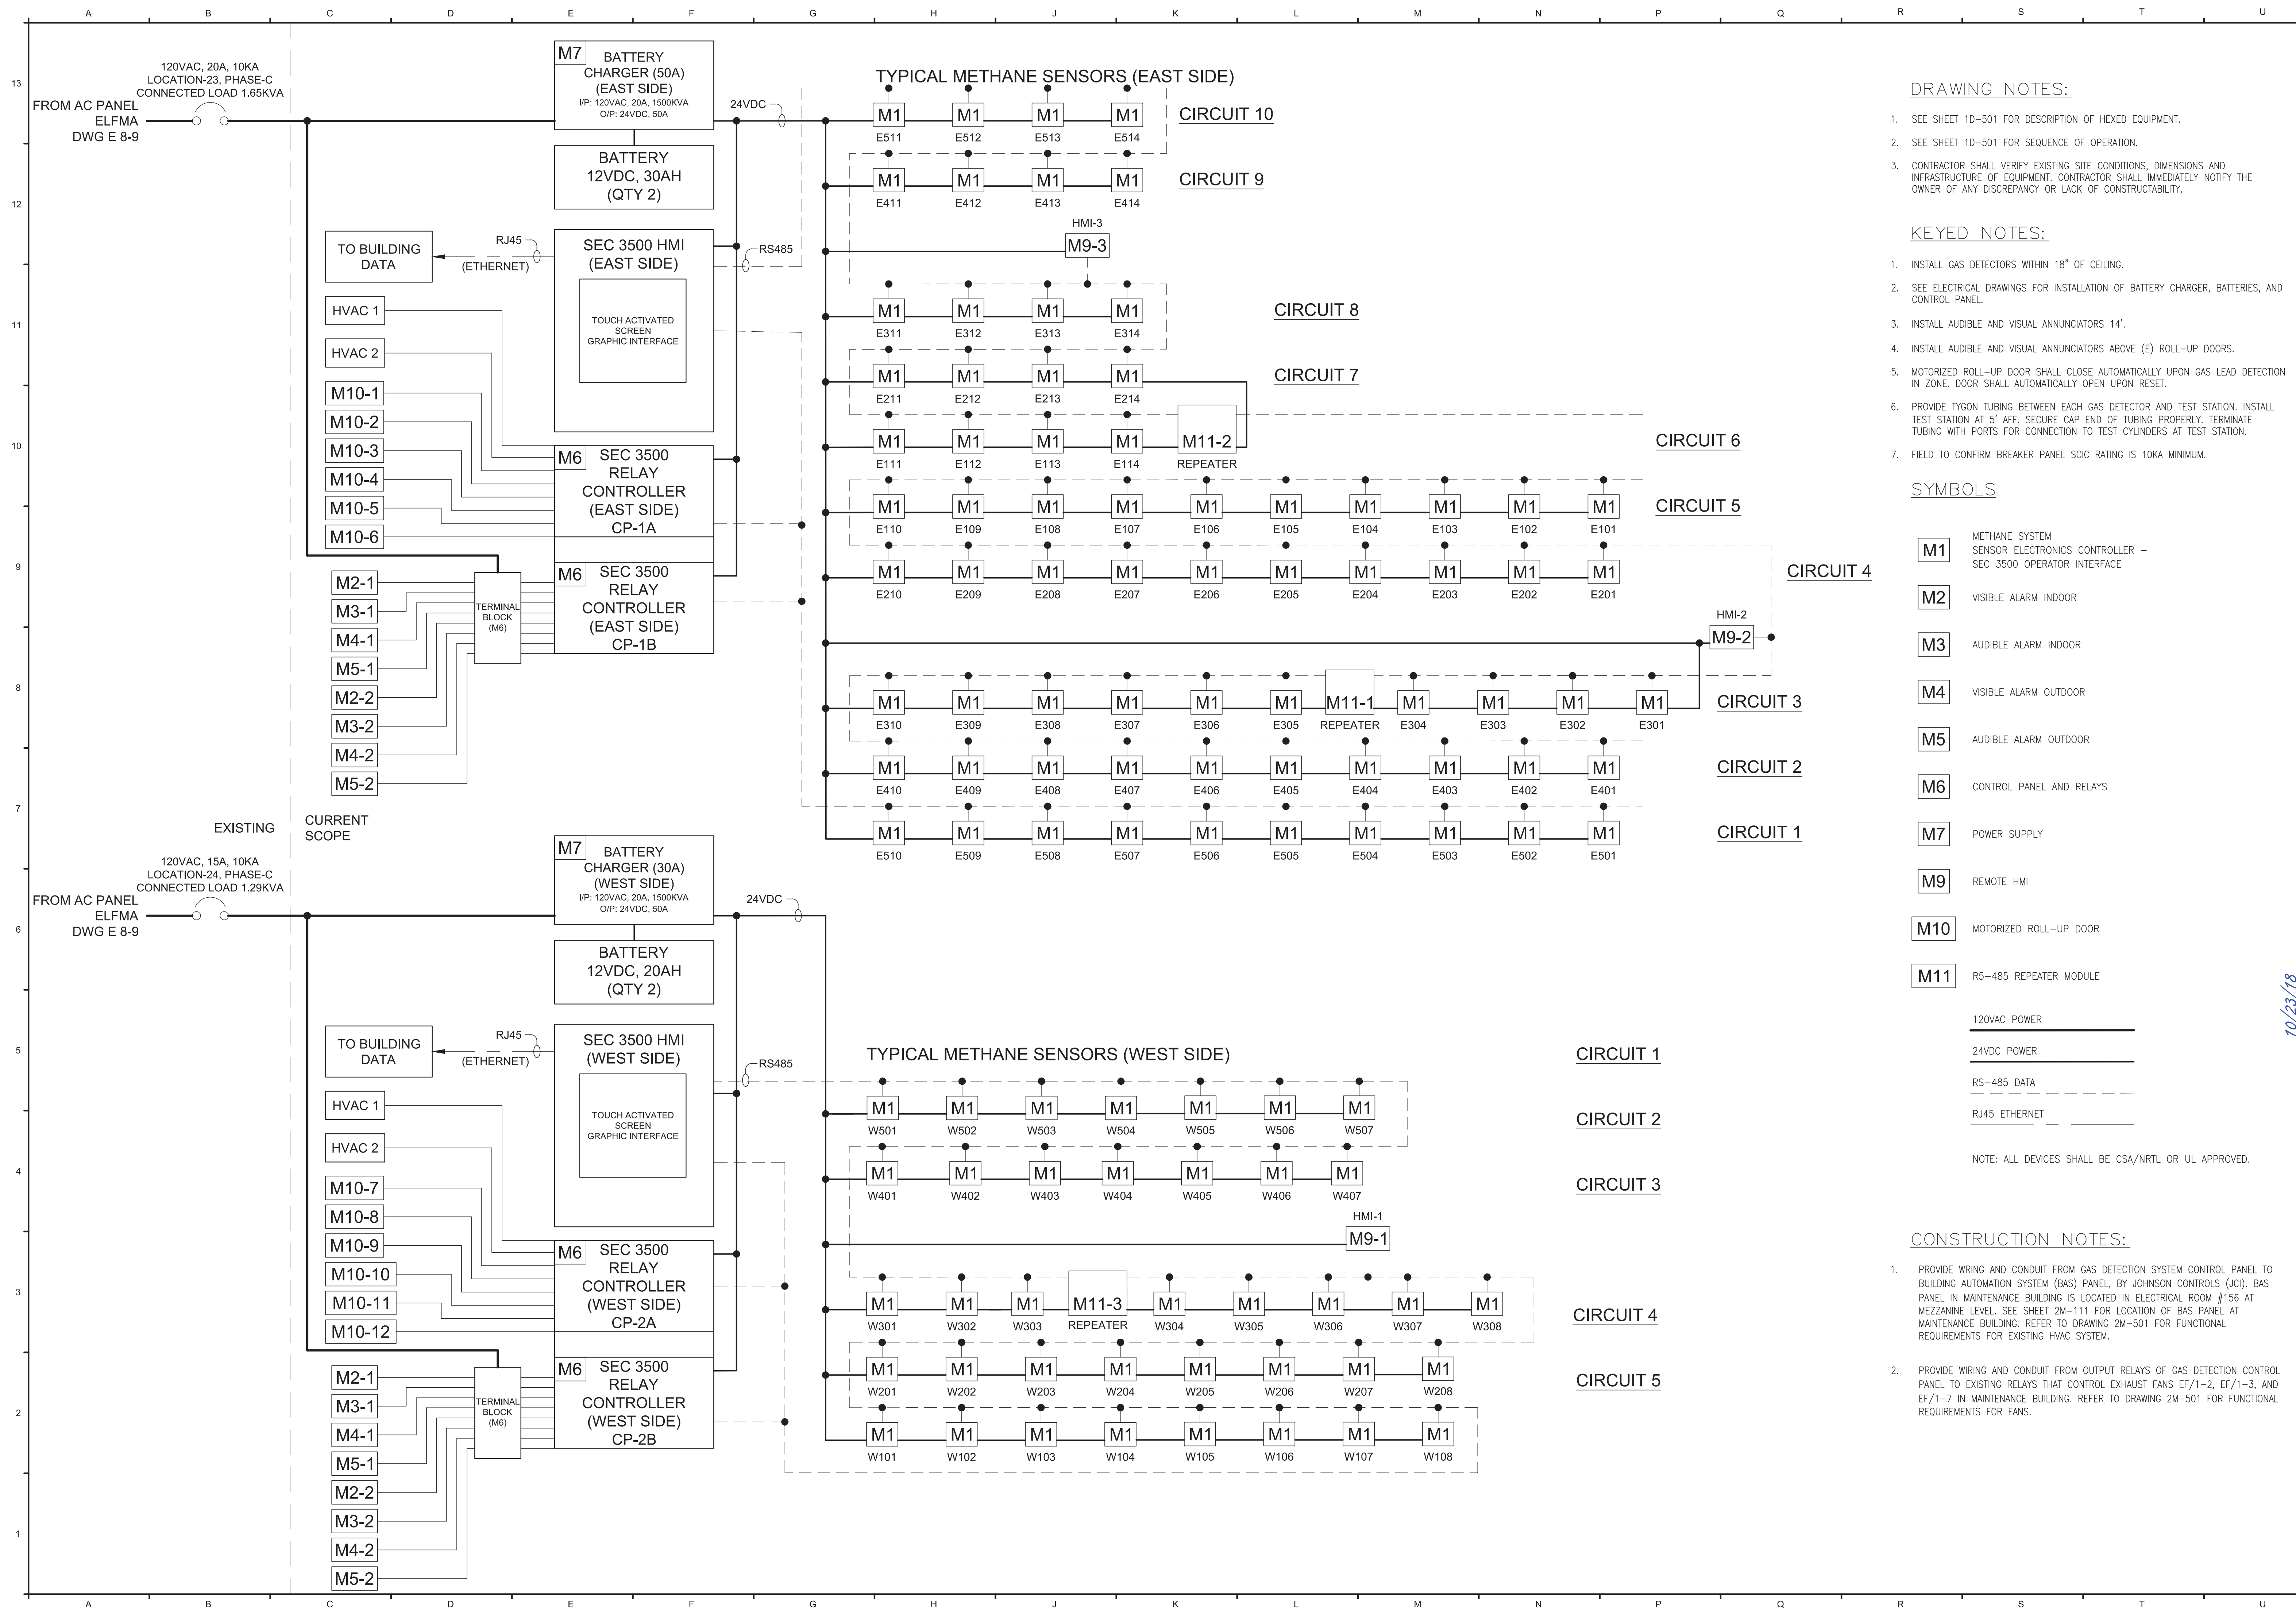 A B C D E F G H J K L M N P Q R S T U
13
12
11
10
9
8
7
6
5
4
3
2
1
120VAC, 20A, 10KA
LOCATION-23, PHASE-C
CONNECTED LOAD 1.65KVA
FROM AC PANEL
ELFMA
DWG E 8-9
M7
BATTERY
CHARGER (50A)
(EAST SIDE)
I/P: 120VAC, 20A, 1500KVA
O/P: 24VDC, 50A
24VDC
BATTERY
12VDC, 30AH
(QTY 2)
TO BUILDING
DATA
RJ45
(ETHERNET)
SEC 3500 HMI
(EAST SIDE)
TOUCH ACTIVATED
SCREEN
GRAPHIC INTERFACE
RS485
HVAC 1
HVAC 2
M10-1
M10-2
M10-3
M10-4
M10-5
M10-6
M6
SEC 3500
RELAY
CONTROLLER
(EAST SIDE)
CP-1A
M6
SEC 3500
RELAY
CONTROLLER
(EAST SIDE)
CP-1B
TERMINAL
BLOCK
(M6)
M2-1
M3-1
M4-1
M5-1
M2-2
M3-2
M4-2
M5-2
EXISTING
CURRENT
SCOPE
TYPICAL METHANE SENSORS (EAST SIDE)
M1 M1 M1 M1 CIRCUIT 10
E511 E512 E513 E514
M1 M1 M1 M1 CIRCUIT 9
E411 E412 E413 E414
HMI-3
M9-3
M1 M1 M1 M1 CIRCUIT 8
E311 E312 E313 E314
M1 M1 M1 M1 CIRCUIT 7
E211 E212 E213 E214
M1 M1 M1 M1 M11-2 CIRCUIT 6
E111 E112 E113 E114 REPEATER
M1 M1 M1 M1 M1 M1 M1 M1 M1 M1 CIRCUIT 5
E110 E109 E108 E107 E106 E105 E104 E103 E102 E101
M1 M1 M1 M1 M1 M1 M1 M1 M1 M1 CIRCUIT 4
E210 E209 E208 E207 E206 E205 E204 E203 E202 E201
HMI-2
M9-2
M1 M1 M1 M1 M1 M1 M11-1 M1 M1 M1 M1 CIRCUIT 3
E310 E309 E308 E307 E306 E305 REPEATER E304 E303 E302 E301
M1 M1 M1 M1 M1 M1 M1 M1 M1 M1 CIRCUIT 2
E410 E409 E408 E407 E406 E405 E404 E403 E402 E401
M1 M1 M1 M1 M1 M1 M1 M1 M1 M1 CIRCUIT 1
E510 E509 E508 E507 E506 E505 E504 E503 E502 E501
120VAC, 15A, 10KA
LOCATION-24, PHASE-C
CONNECTED LOAD 1.29KVA
FROM AC PANEL
ELFMA
DWG E 8-9
M7
BATTERY
CHARGER (30A)
(WEST SIDE)
I/P: 120VAC, 20A, 1500KVA
O/P: 24VDC, 50A
24VDC
BATTERY
12VDC, 20AH
(QTY 2)
TO BUILDING
DATA
RJ45
(ETHERNET)
SEC 3500 HMI
(WEST SIDE)
TOUCH ACTIVATED
SCREEN
GRAPHIC INTERFACE
RS485
HVAC 1
HVAC 2
M10-7
M10-8
M10-9
M10-10
M10-11
M10-12
M6
SEC 3500
RELAY
CONTROLLER
(WEST SIDE)
CP-2A
M6
SEC 3500
RELAY
CONTROLLER
(WEST SIDE)
CP-2B
TERMINAL
BLOCK
(M6)
M2-1
M3-1
M4-1
M5-1
M2-2
M3-2
M4-2
M5-2
TYPICAL METHANE SENSORS (WEST SIDE) CIRCUIT 1
M1 M1 M1 M1 M1 M1 M1 CIRCUIT 2
W501 W502 W503 W504 W505 W506 W507
M1 M1 M1 M1 M1 M1 M1 CIRCUIT 3
W401 W402 W403 W404 W405 W406 W407
HMI-1
M9-1
M1 M1 M1 M11-3 M1 M1 M1 M1 M1 CIRCUIT 4
W301 W302 W303 REPEATER W304 W305 W306 W307 W308
M1 M1 M1 M1 M1 M1 M1 M1 CIRCUIT 5
W201 W202 W203 W204 W205 W206 W207 W208
M1 M1 M1 M1 M1 M1 M1 M1
W101 W102 W103 W104 W105 W106 W107 W108
DRAWING NOTES:
1. SEE SHEET 1D-501 FOR DESCRIPTION OF HEXED EQUIPMENT.
2. SEE SHEET 1D-501 FOR SEQUENCE OF OPERATION.
3. CONTRACTOR SHALL VERIFY EXISTING SITE CONDITIONS, DIMENSIONS AND
INFRASTRUCTURE OF EQUIPMENT. CONTRACTOR SHALL IMMEDIATELY NOTIFY THE
OWNER OF ANY DISCREPANCY OR LACK OF CONSTRUCTABILITY.
KEYED NOTES:
1. INSTALL GAS DETECTORS WITHIN 18" OF CEILING.
2. SEE ELECTRICAL DRAWINGS FOR INSTALLATION OF BATTERY CHARGER, BATTERIES, AND
CONTROL PANEL.
3. INSTALL AUDIBLE AND VISUAL ANNUNCIATORS 14'.
4. INSTALL AUDIBLE AND VISUAL ANNUNCIATORS ABOVE (E) ROLL-UP DOORS.
5. MOTORIZED ROLL-UP DOOR SHALL CLOSE AUTOMATICALLY UPON GAS LEAD DETECTION
IN ZONE. DOOR SHALL AUTOMATICALLY OPEN UPON RESET.
6. PROVIDE TYGON TUBING BETWEEN EACH GAS DETECTOR AND TEST STATION. INSTALL
TEST STATION AT 5' AFF. SECURE CAP END OF TUBING PROPERLY. TERMINATE
TUBING WITH PORTS FOR CONNECTION TO TEST CYLINDERS AT TEST STATION.
7. FIELD TO CONFIRM BREAKER PANEL SCIC RATING IS 10KA MINIMUM.
SYMBOLS
M1 METHANE SYSTEM
SENSOR ELECTRONICS CONTROLLER –
SEC 3500 OPERATOR INTERFACE
M2 VISIBLE ALARM INDOOR
M3 AUDIBLE ALARM INDOOR
M4 VISIBLE ALARM OUTDOOR
M5 AUDIBLE ALARM OUTDOOR
M6 CONTROL PANEL AND RELAYS
M7 POWER SUPPLY
M9 REMOTE HMI
M10 MOTORIZED ROLL-UP DOOR
M11 R5-485 REPEATER MODULE
120VAC POWER
24VDC POWER
RS-485 DATA
RJ45 ETHERNET
NOTE: ALL DEVICES SHALL BE CSA/NRTL OR UL APPROVED.
10/23/18
CONSTRUCTION NOTES:
1. PROVIDE WRING AND CONDUIT FROM GAS DETECTION SYSTEM CONTROL PANEL TO
BUILDING AUTOMATION SYSTEM (BAS) PANEL, BY JOHNSON CONTROLS (JCI). BAS
PANEL IN MAINTENANCE BUILDING IS LOCATED IN ELECTRICAL ROOM #156 AT
MEZZANINE LEVEL. SEE SHEET 2M-111 FOR LOCATION OF BAS PANEL AT
MAINTENANCE BUILDING. REFER TO DRAWING 2M-501 FOR FUNCTIONAL
REQUIREMENTS FOR EXISTING HVAC SYSTEM.
2. PROVIDE WIRING AND CONDUIT FROM OUTPUT RELAYS OF GAS DETECTION CONTROL
PANEL TO EXISTING RELAYS THAT CONTROL EXHAUST FANS EF/1-2, EF/1-3, AND
EF/1-7 IN MAINTENANCE BUILDING. REFER TO DRAWING 2M-501 FOR FUNCTIONAL
REQUIREMENTS FOR FANS.
A B C D E F G H J K L M N P Q R S T U